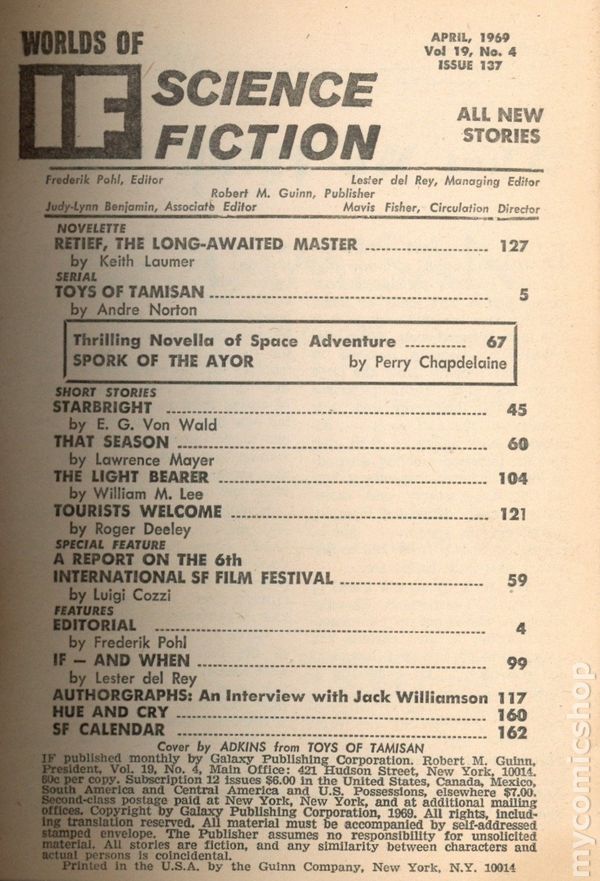 WORLDS OF
IF
SCIENCE
FICTION
APRIL, 1969
Vol 19, No. 4
ISSUE 137
ALL NEW
STORIES
Frederik Pohl, Editor Lester del Rey, Managing Editor
Robert M. Guinn, Publisher
Judy-Lynn Benjamin, Associate Editor Mavis Fisher, Circulation Director
NOVELETTE
RETIEF, THE LONG-AWAITED MASTER .................... 127
by Keith Laumer
SERIAL
TOYS OF TAMISAN .................... 5
by Andre Norton
Thrilling Novella of Space Adventure ............ 67
SPORK OF THE AYOR by Perry Chapdelaine
SHORT STORIES
STARBRIGHT .................... 45
by E. G. Von Wald
THAT SEASON .................... 60
by Lawrence Mayer
THE LIGHT BEARER .................... 104
by William M. Lee
TOURISTS WELCOME .................... 121
by Roger Deeley
SPECIAL FEATURE
A REPORT ON THE 6th
INTERNATIONAL SF FILM FESTIVAL .................... 59
by Luigi Cozzi
FEATURES
EDITORIAL .................... 4
by Frederik Pohl
IF — AND WHEN .................... 99
by Lester del Rey
AUTHORGRAPHS: An Interview with Jack Williamson 117
HUE AND CRY .................... 160
SF CALENDAR .................... 162
Cover by ADKINS from TOYS OF TAMISAN
IF published monthly by Galaxy Publishing Corporation. Robert M. Guinn,
President, Vol. 19, No. 4, Main Office: 421 Hudson Street, New York, 10014.
60c per copy. Subscription 12 issues $6.00 in the United States, Canada, Mexico,
South America and Central America and U.S. Possessions, elsewhere $7.00.
Second-class postage paid at New York, New York, and at additional mailing
offices. Copyright by Galaxy Publishing Corporation, 1969. All rights, includ-
ing translation reserved. All material must be accompanied by self-addressed
stamped envelope. The Publisher assumes no responsibility for unsolicited
material. All stories are fiction, and any similarity between characters and
actual persons is coincidental.
Printed in the U.S.A. by the Guinn Company, New York, N.Y. 10014
mycomicshop